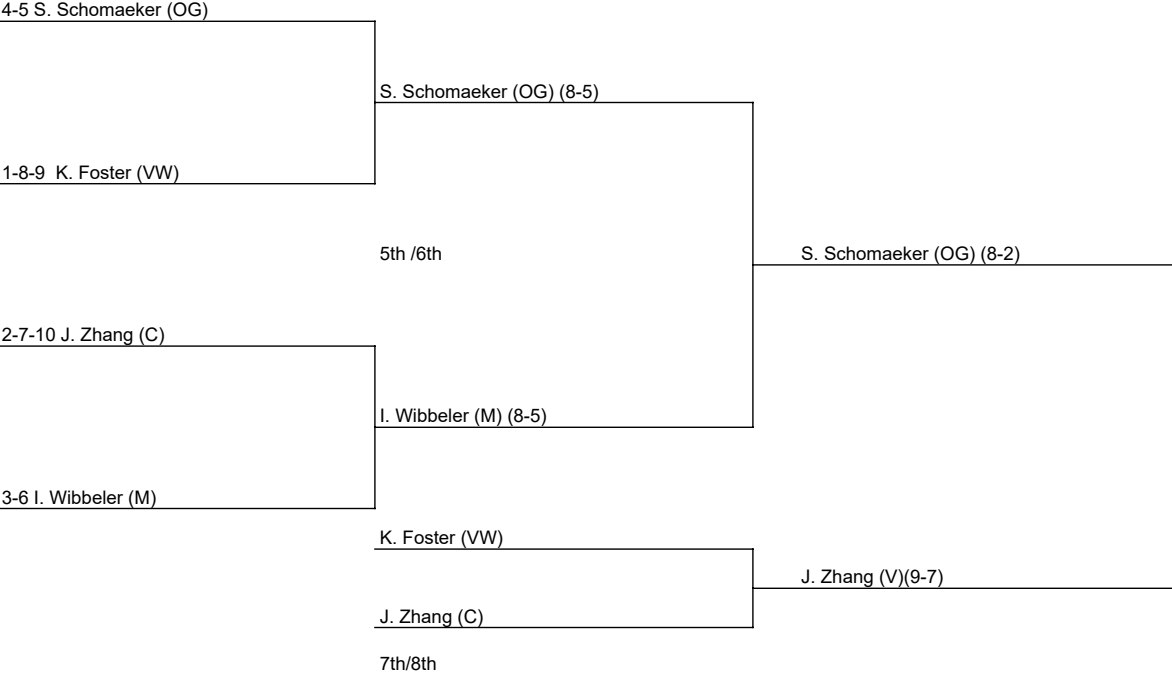 4-5 S. Schomaeker (OG)
S. Schomaeker (OG) (8-5)
1-8-9  K. Foster (VW)
5th /6th
S. Schomaeker (OG) (8-2)
2-7-10 J. Zhang (C)
I. Wibbeler (M) (8-5)
3-6 I. Wibbeler (M)
K. Foster (VW)
J. Zhang (V)(9-7)
J. Zhang (C)
7th/8th